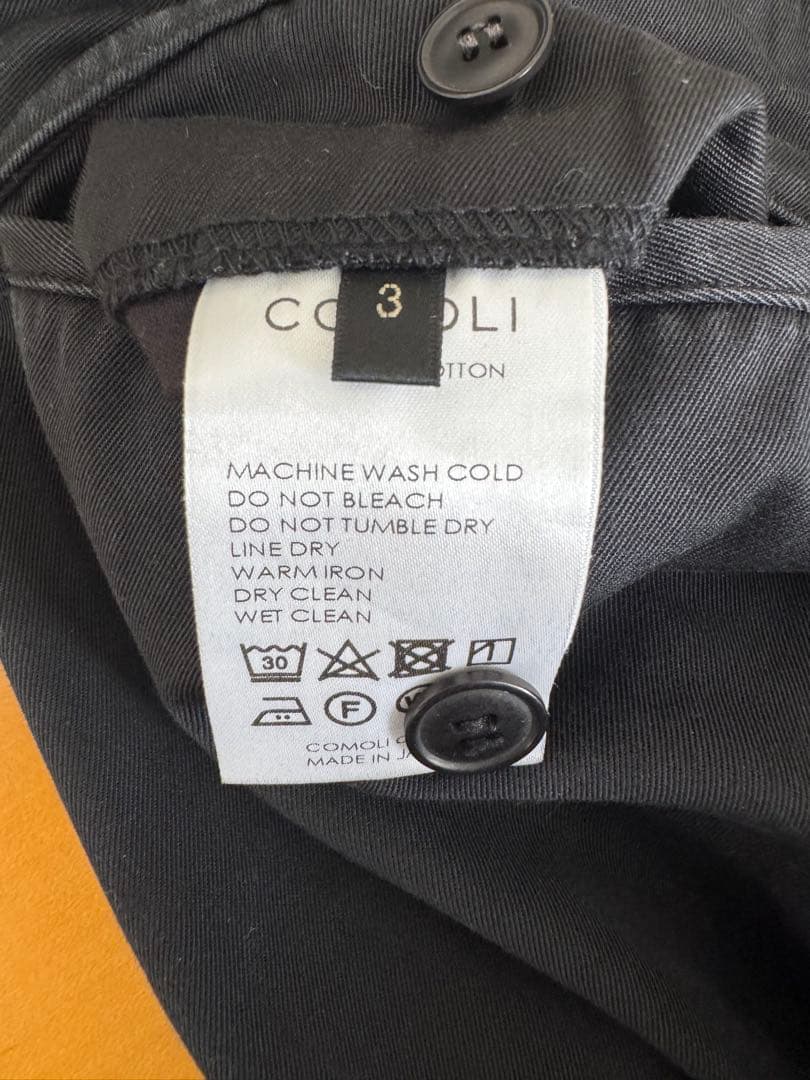 3
MACHINE WASH COLD
DO NOT BLEACH
DO NOT TUMBLE DRY
LINE DRY
WARM IRON
DRY CLEAN
WET CLEAN
30
F
COMOLI
MADE IN